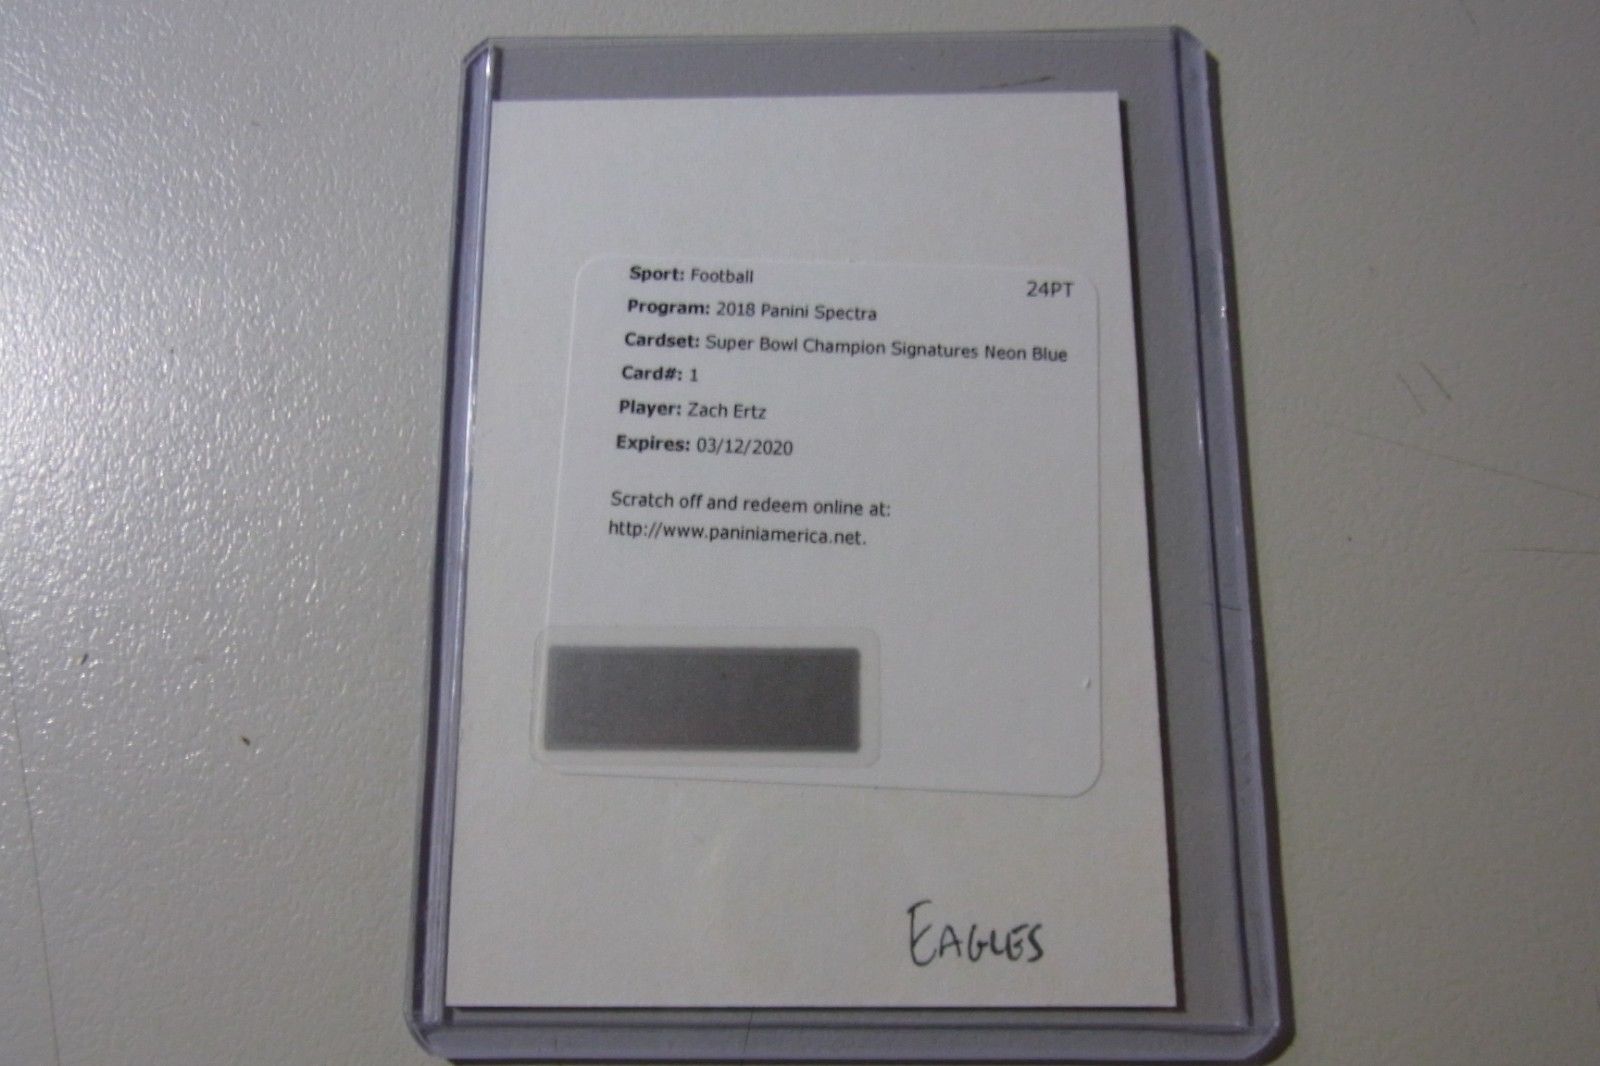 Sport: Football
24PT
Program: 2018 Panini Spectra
Cardset: Super Bowl Champion Signatures Neon Blue
Card#: 1
Player: Zach Ertz
Expires: 03/12/2020
Scratch off and redeem online at:
http://www.paniniamerica.net.
EAGLES